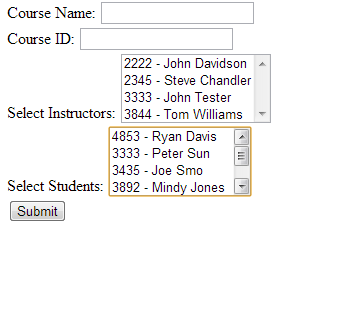 Course Name:
Course ID:
2222 - John Davidson
2345 - Steve Chandler
3333 - John Tester
3844 - Tom Williams
Select Instructors:
4853 - Ryan Davis
3333 - Peter Sun
3435 - Joe Smo
3892 - Mindy Jones
Select Students:
Submit